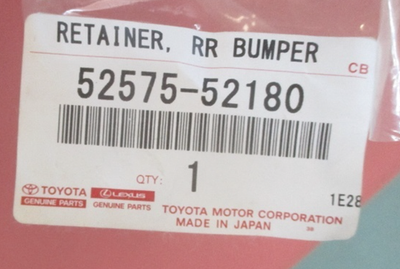 RETAINER, RR BUMPER
CB
52575-52180
QTY: 1
1E28
TOYOTA LEXUS
GENUINE PARTS GENUINE PARTS
TOYOTA MOTOR CORPORATION
MADE IN JAPAN